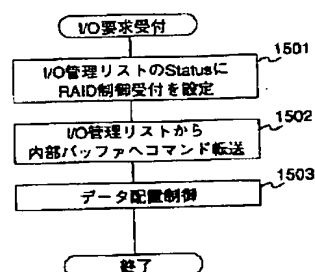 I/O要求受付
1501
I/O管理リストのStatusに
RAID制御受付を設定
1502
I/O管理リストから
内部バッファへコマンド転送
1503
データ配置制御
終了